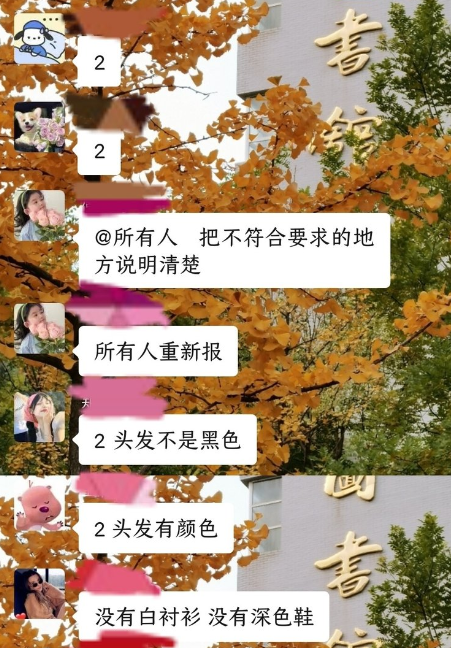 書
館
2
2
@所有人 把不符合要求的地
方说明清楚
所有人重新报
2 头发不是黑色
2 头发有颜色
圖
書
館
没有白衬衫 没有深色鞋